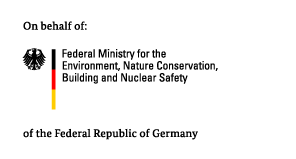 On behalf of:
Federal Ministry for the
Environment, Nature Conservation,
Building and Nuclear Safety
of the Federal Republic of Germany